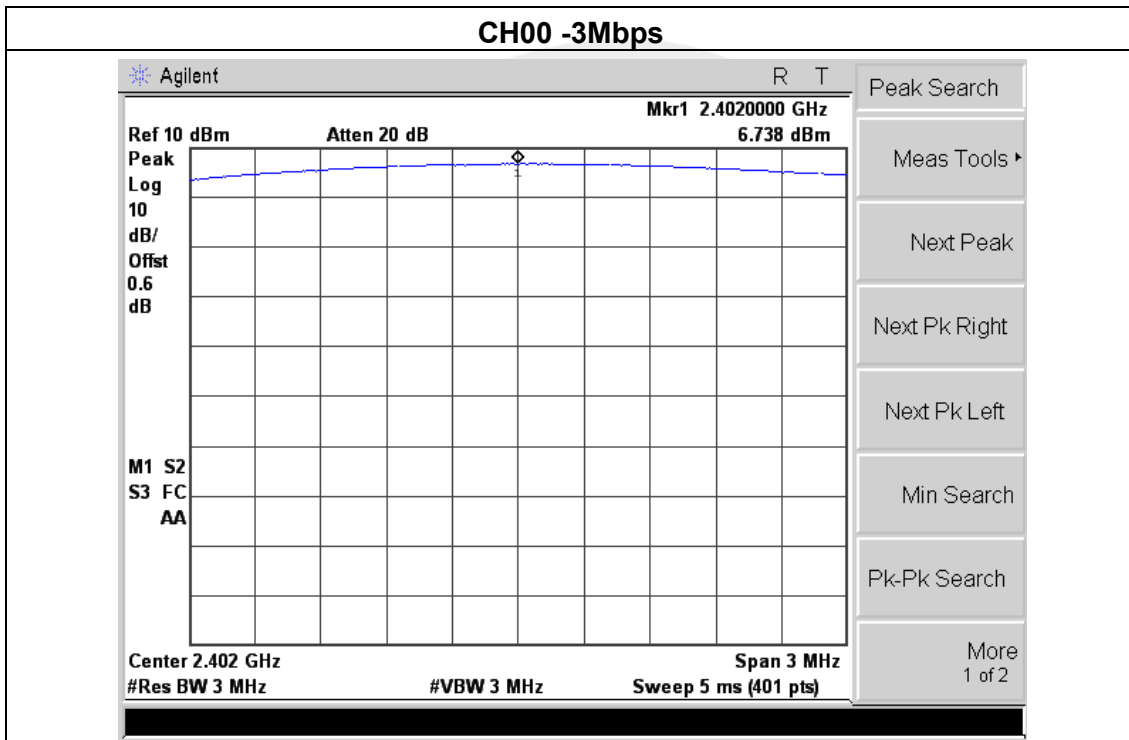 CH00 -3Mbps
Agilent
R T
Mkr1 2.4020000 GHz
Ref 10 dBm Atten 20 dB 6.738 dBm
Peak
Log
10
dB/
Offst
0.6
dB
1
M1 S2
S3 FC
AA
Center 2.402 GHz Span 3 MHz
#Res BW 3 MHz #VBW 3 MHz Sweep 5 ms (401 pts)
Peak Search
Meas Tools
Next Peak
Next Pk Right
Next Pk Left
Min Search
Pk-Pk Search
More
1 of 2